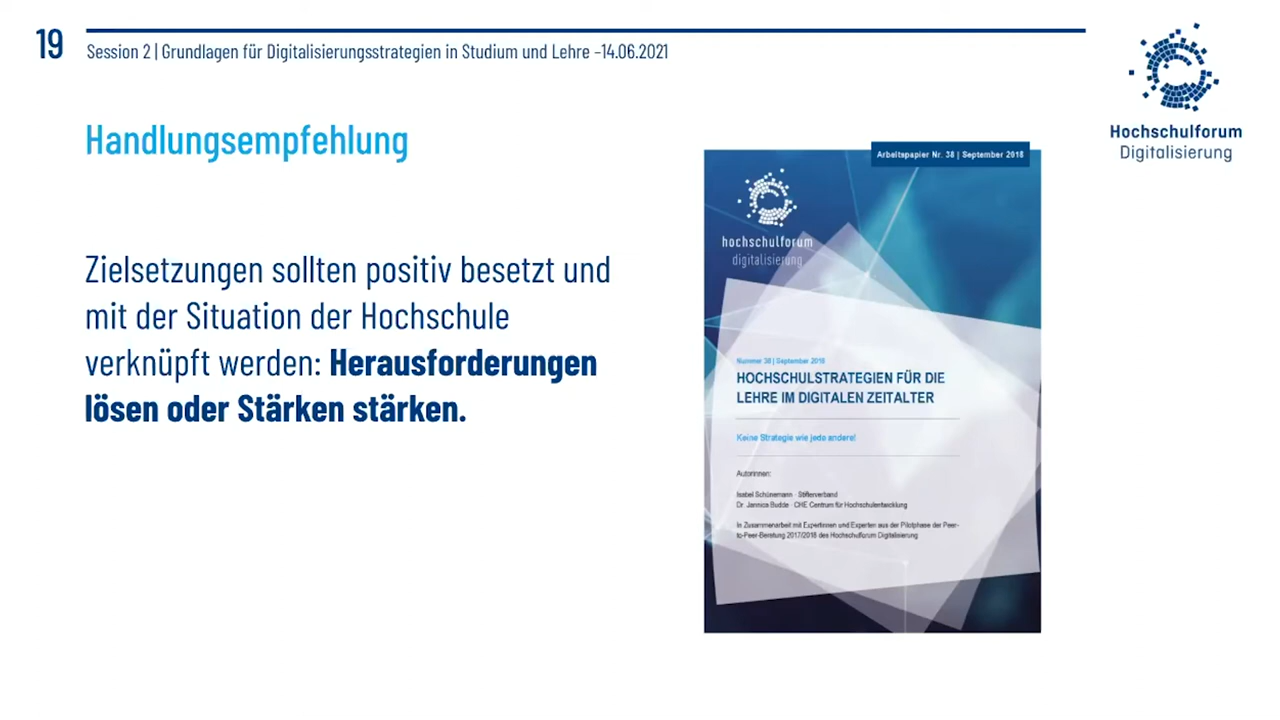 19
Session 2 | Grundlagen für Digitalisierungsstrategien in Studium und Lehre –14.06.2021
Hochschulforum
Digitalisierung
Handlungsempfehlung
Zielsetzungen sollten positiv besetzt und
mit der Situation der Hochschule
verknüpft werden: Herausforderungen
lösen oder Stärken stärken.
Arbeitspapier Nr. 38 | September 2018
hochschulforum
digitalisierung
Nummer 38 | September 2018
HOCHSCHULSTRATEGIEN FÜR DIE
LEHRE IM DIGITALEN ZEITALTER
Keine Strategie wie jede andere!
Autorinnen:
Isabel Schünemann · Stifterverband
Dr. Jannica Budde · CHE Centrum für Hochschulentwicklung
In Zusammenarbeit mit Expertinnen und Experten aus der Pilotphase der Peer-
to-Peer-Beratung 2017/2018 des Hochschulforum Digitalisierung